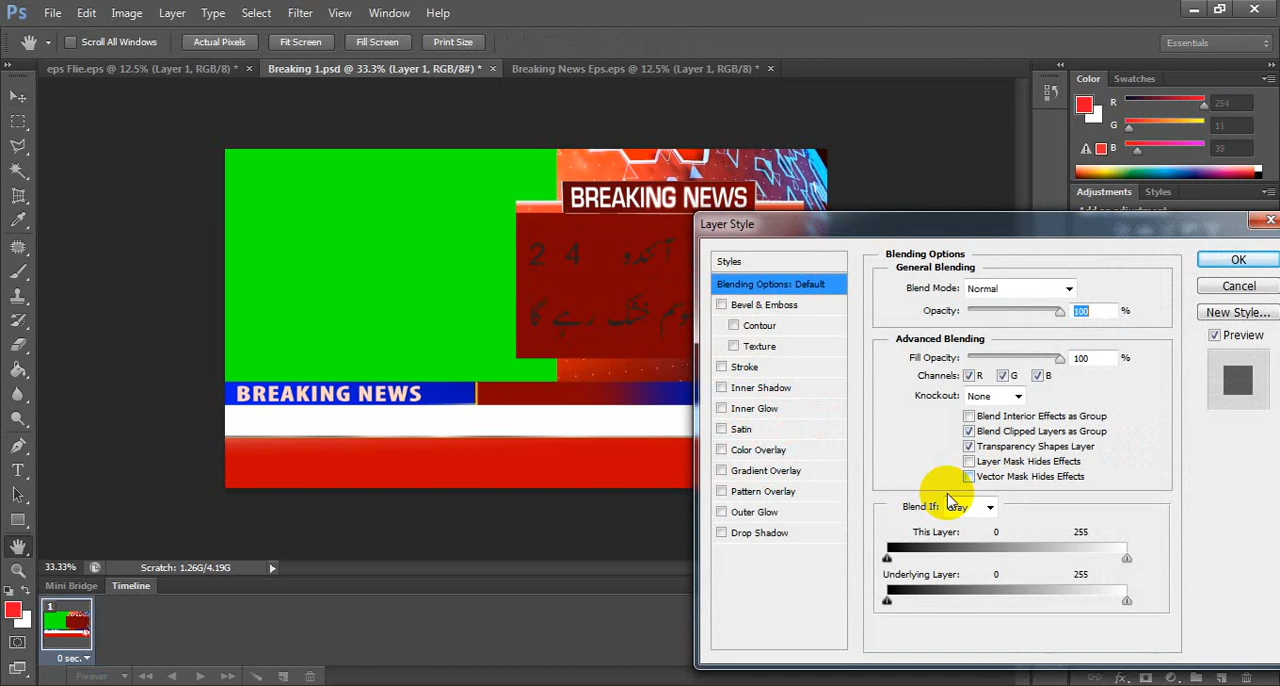 Ps File Edit Image Layer Type Select Filter View Window Help
Scroll All Windows Actual Pixels Fit Screen Fill Screen Print Size Essentials
eps Flie.eps @ 12.5% (Layer 1, RGB/8) * × Breaking 1.psd @ 33.3% (Layer 1, RGB/8#) * × Breaking News Eps.eps @ 12.5% (Layer 1, RGB/8) * ×
Color Swatches
R 254
G 11
B 39
Adjustments Styles
BREAKING NEWS
آئندہ 4 2
خشک رہے گا
BREAKING NEWS
Layer Style
Styles
Blending Options: Default
Bevel & Emboss
Contour
Texture
Stroke
Inner Shadow
Inner Glow
Satin
Color Overlay
Gradient Overlay
Pattern Overlay
Outer Glow
Drop Shadow
Blending Options
General Blending
Blend Mode: Normal
Opacity: 100 %
Advanced Blending
Fill Opacity: 100 %
Channels: R G B
Knockout: None
Blend Interior Effects as Group
Blend Clipped Layers as Group
Transparency Shapes Layer
Layer Mask Hides Effects
Vector Mask Hides Effects
Blend If:
This Layer: 0 255
Underlying Layer: 0 255
OK
Cancel
New Style...
Preview
33.33% Scratch: 1.26G/4.19G
Mini Bridge Timeline
1
0 sec.
Forever